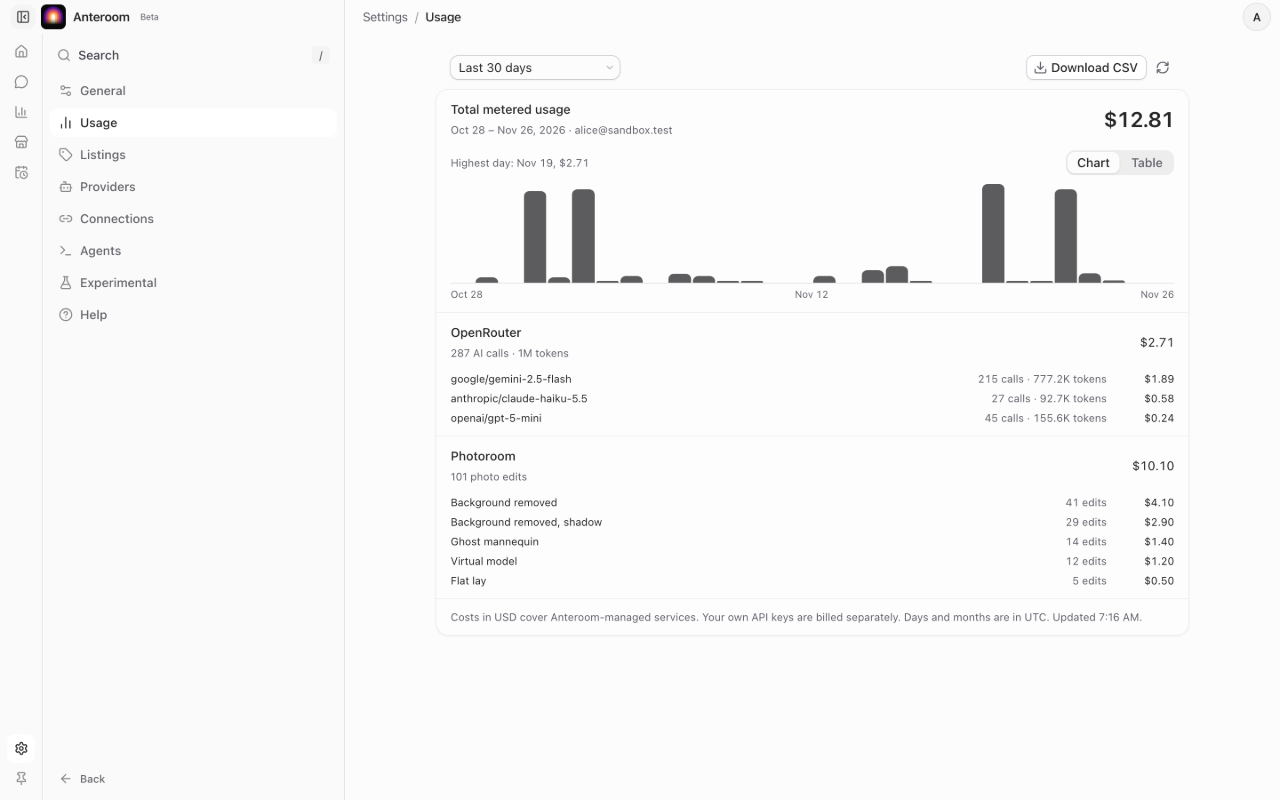 Anteroom Beta
Settings / Usage
A
Search /
General
Usage
Listings
Providers
Connections
Agents
Experimental
Help
Back
Last 30 days
Download CSV
Total metered usage
Oct 28 – Nov 26, 2026 · alice@sandbox.test
$12.81
Highest day: Nov 19, $2.71
Chart Table
Oct 28 Nov 12 Nov 26
OpenRouter
287 AI calls · 1M tokens
$2.71
google/gemini-2.5-flash 215 calls · 777.2K tokens $1.89
anthropic/claude-haiku-5.5 27 calls · 92.7K tokens $0.58
openai/gpt-5-mini 45 calls · 155.6K tokens $0.24
Photoroom
101 photo edits
$10.10
Background removed 41 edits $4.10
Background removed, shadow 29 edits $2.90
Ghost mannequin 14 edits $1.40
Virtual model 12 edits $1.20
Flat lay 5 edits $0.50
Costs in USD cover Anteroom-managed services. Your own API keys are billed separately. Days and months are in UTC. Updated 7:16 AM.